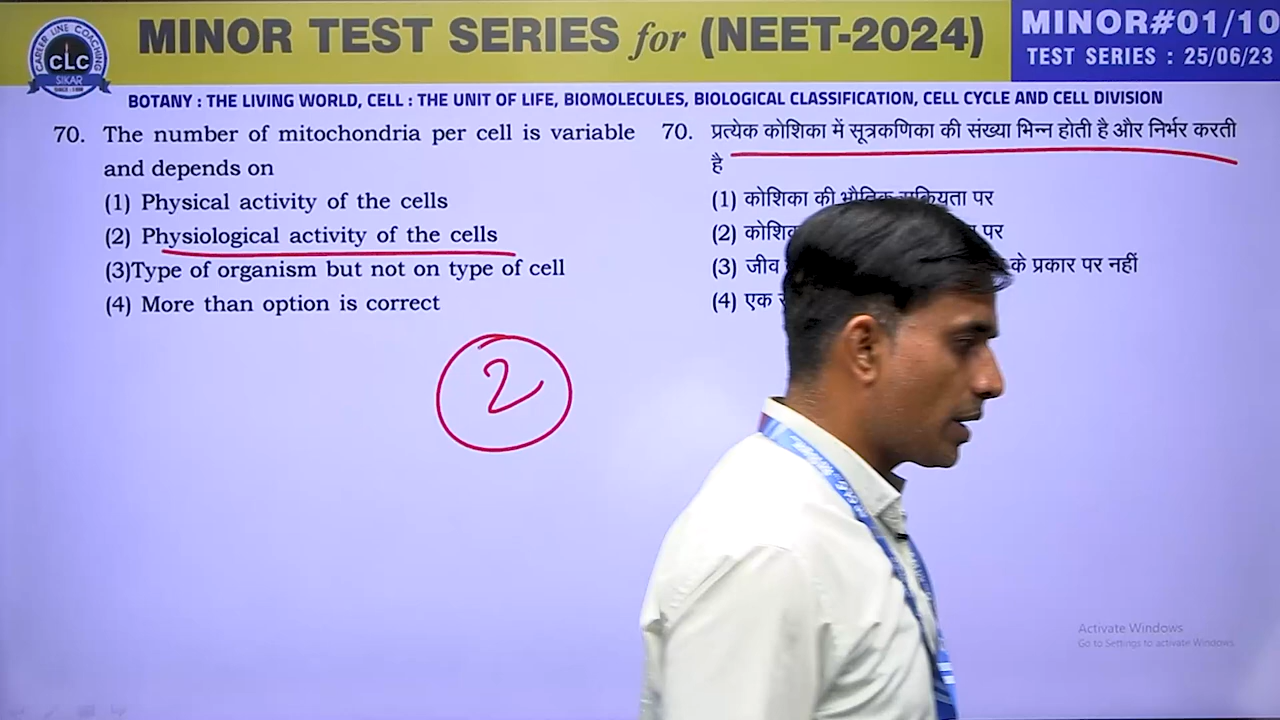 CAREER LINE COACHING
CLC
SIKAR
MINOR TEST SERIES for (NEET-2024)
MINOR#01/10
TEST SERIES : 25/06/23
BOTANY : THE LIVING WORLD, CELL : THE UNIT OF LIFE, BIOMOLECULES, BIOLOGICAL CLASSIFICATION, CELL CYCLE AND CELL DIVISION
70. The number of mitochondria per cell is variable
and depends on
(1) Physical activity of the cells
(2) Physiological activity of the cells
(3)Type of organism but not on type of cell
(4) More than option is correct
2
70. प्रत्येक कोशिका में सूत्रकणिका की संख्या भिन्न होती है और निर्भर करती
है
(1) कोशिका की भौतिक सक्रियता पर
(2) पर
(3) जीव के प्रकार पर नहीं
(4) एक
Activate Windows
Go to Settings to activate Windows.